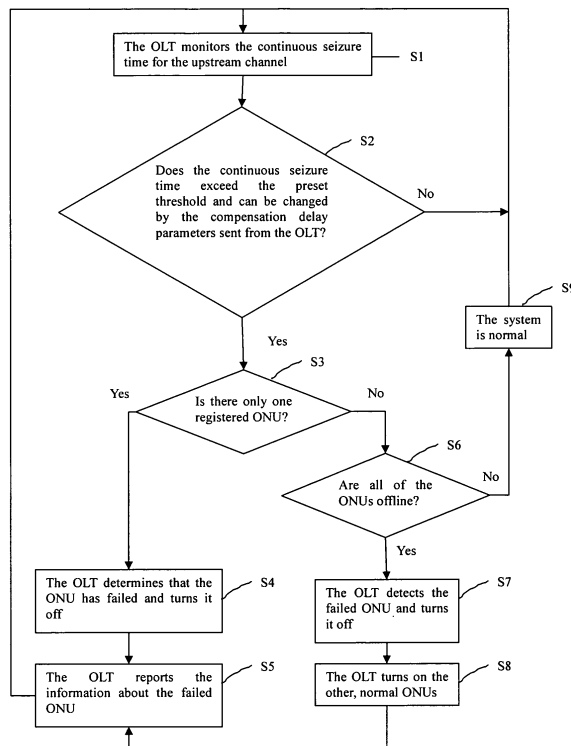 The OLT monitors the continuous seizure
time for the upstream channel
S1
S2
Does the continuous seizure
time exceed the preset
threshold and can be changed
by the compensation delay
parameters sent from the OLT?
No
S9
The system
is normal
Yes
S3
Yes
Is there only one
registered ONU?
No
S6
Are all of the
ONUs offline?
No
Yes
The OLT determines that the
ONU has failed and turns it
off
S4
The OLT detects the
failed ONU and turns
it off
S7
The OLT reports the
information about the failed
ONU
S5
The OLT turns on the
other, normal ONUs
S8